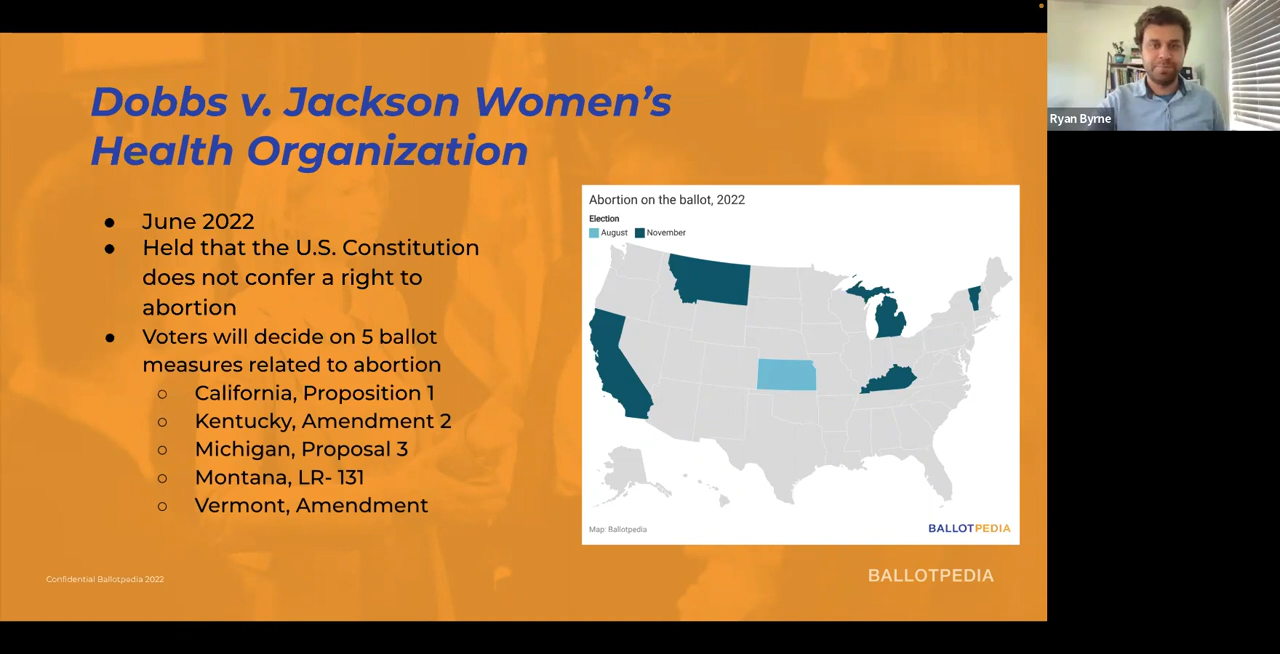 Dobbs v. Jackson Women’s
Health Organization
● June 2022
● Held that the U.S. Constitution
does not confer a right to
abortion
● Voters will decide on 5 ballot
measures related to abortion
○ California, Proposition 1
○ Kentucky, Amendment 2
○ Michigan, Proposal 3
○ Montana, LR- 131
○ Vermont, Amendment
Abortion on the ballot, 2022
Election
August November
Map: Ballotpedia
BALLOTPEDIA
Confidential Ballotpedia 2022
BALLOTPEDIA
Ryan Byrne